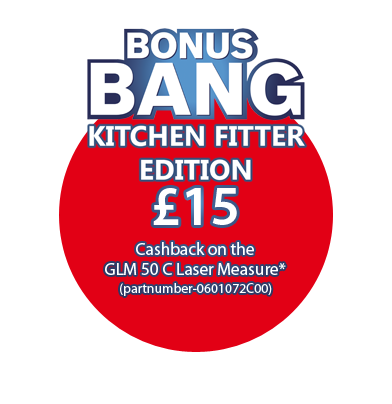 BONUS
BANG
KITCHEN FITTER
EDITION
£15
Cashback on the
GLM 50 C Laser Measure*
(partnumber-0601072C00)